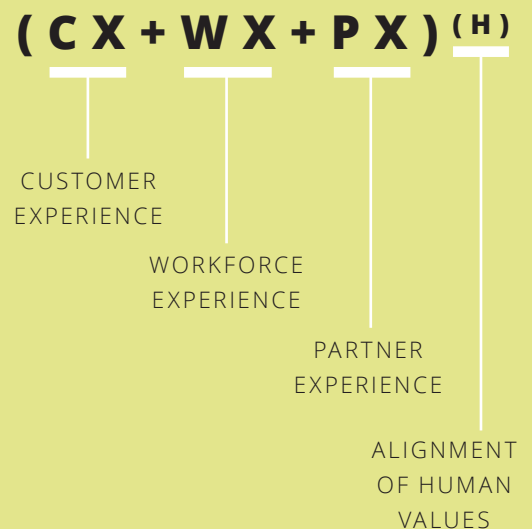 (CX+WX+PX)(H)
CUSTOMER
EXPERIENCE
WORKFORCE
EXPERIENCE
PARTNER
EXPERIENCE
ALIGNMENT
OF HUMAN
VALUES